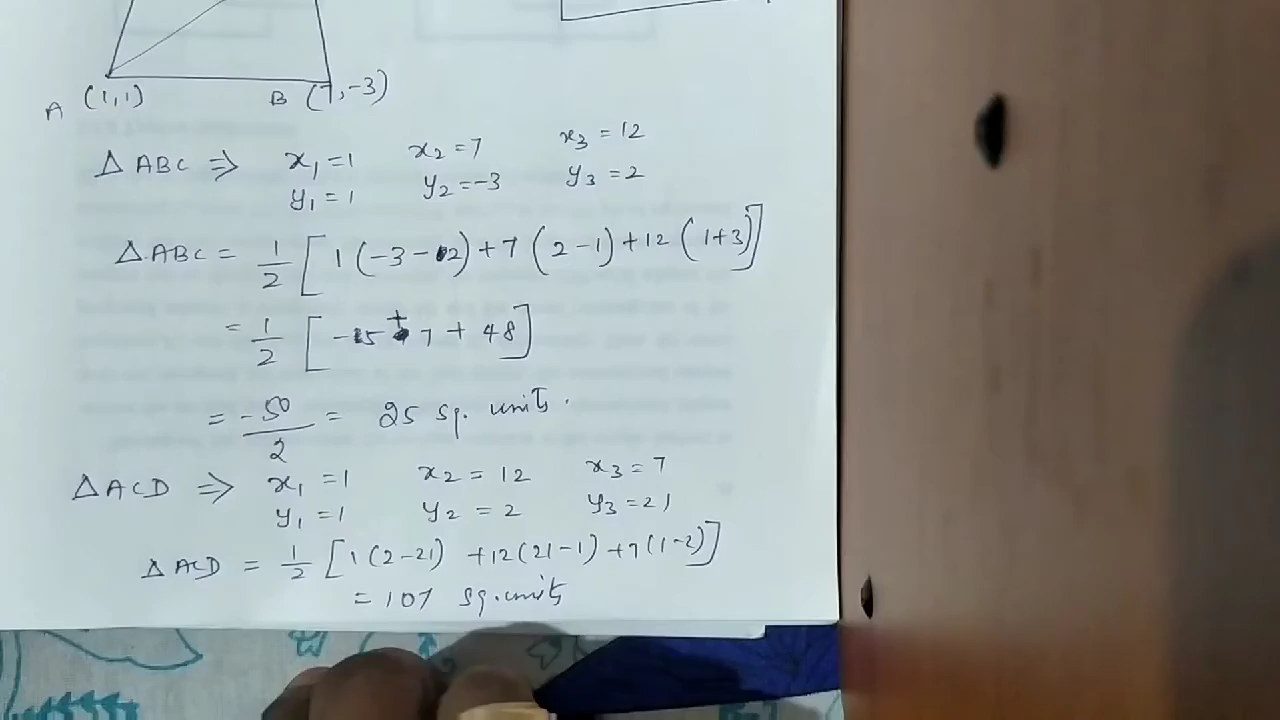 A (1,1) B (7,-3)
Δ ABC ⇒ x₁=1 x₂=7 x₃=12
y₁=1 y₂=-3 y₃=2
ΔABC = 1/2 [1(-3-2)+7(2-1)+12(1+3)]
= 1/2 [-5+7+48]
= -50/2 = 25 sq. units.
ΔACD ⇒ x₁=1 x₂=12 x₃=7
y₁=1 y₂=2 y₃=21
ΔACD = 1/2 [1(2-21) +12(21-1)+7(1-2)]
= 107 sq.units